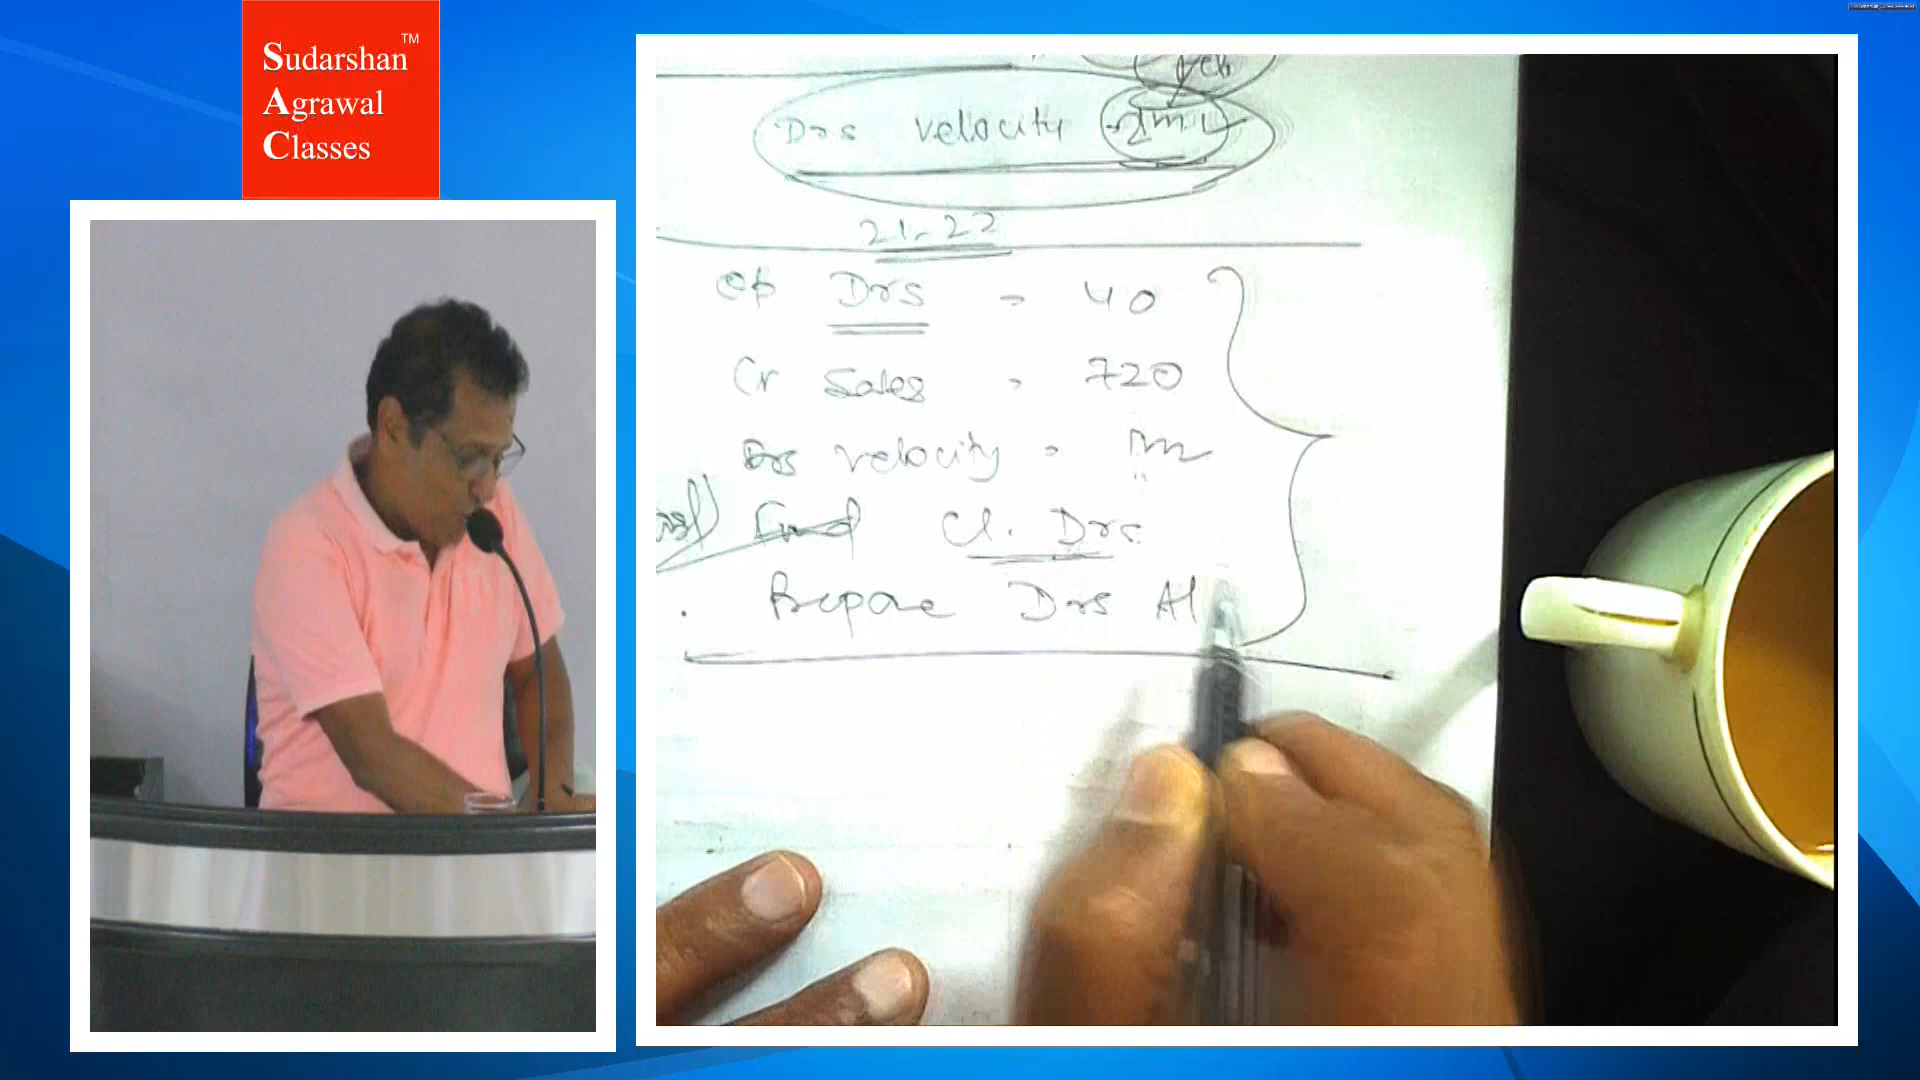 Sudarshan™
Agrawal
Classes
Drs velocity
21-22
Op Drs = 40
Cr Sales = 720
Drs velocity =
Find Cl. Drs
Prepare Drs A/